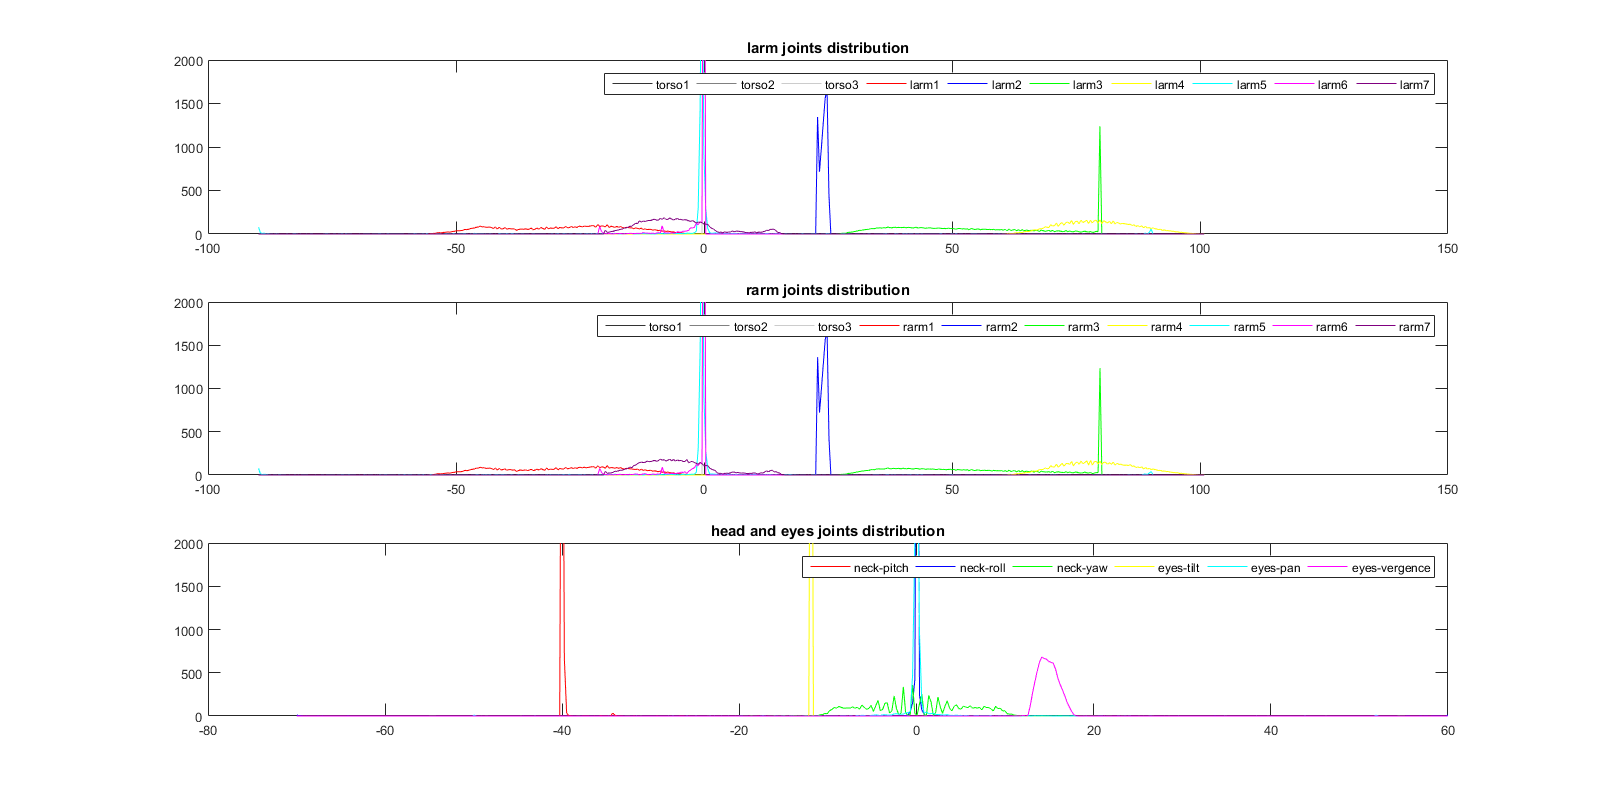 larm joints distribution
2000
torso1 torso2 torso3 larm1 larm2 larm3 larm4 larm5 larm6 larm7
1500
1000
500
0
-100 -50 0 50 100 150
rarm joints distribution
2000
torso1 torso2 torso3 rarm1 rarm2 rarm3 rarm4 rarm5 rarm6 rarm7
1500
1000
500
0
-100 -50 0 50 100 150
head and eyes joints distribution
2000
neck-pitch neck-roll neck-yaw eyes-tilt eyes-pan eyes-vergence
1500
1000
500
0
-80 -60 -40 -20 0 20 40 60